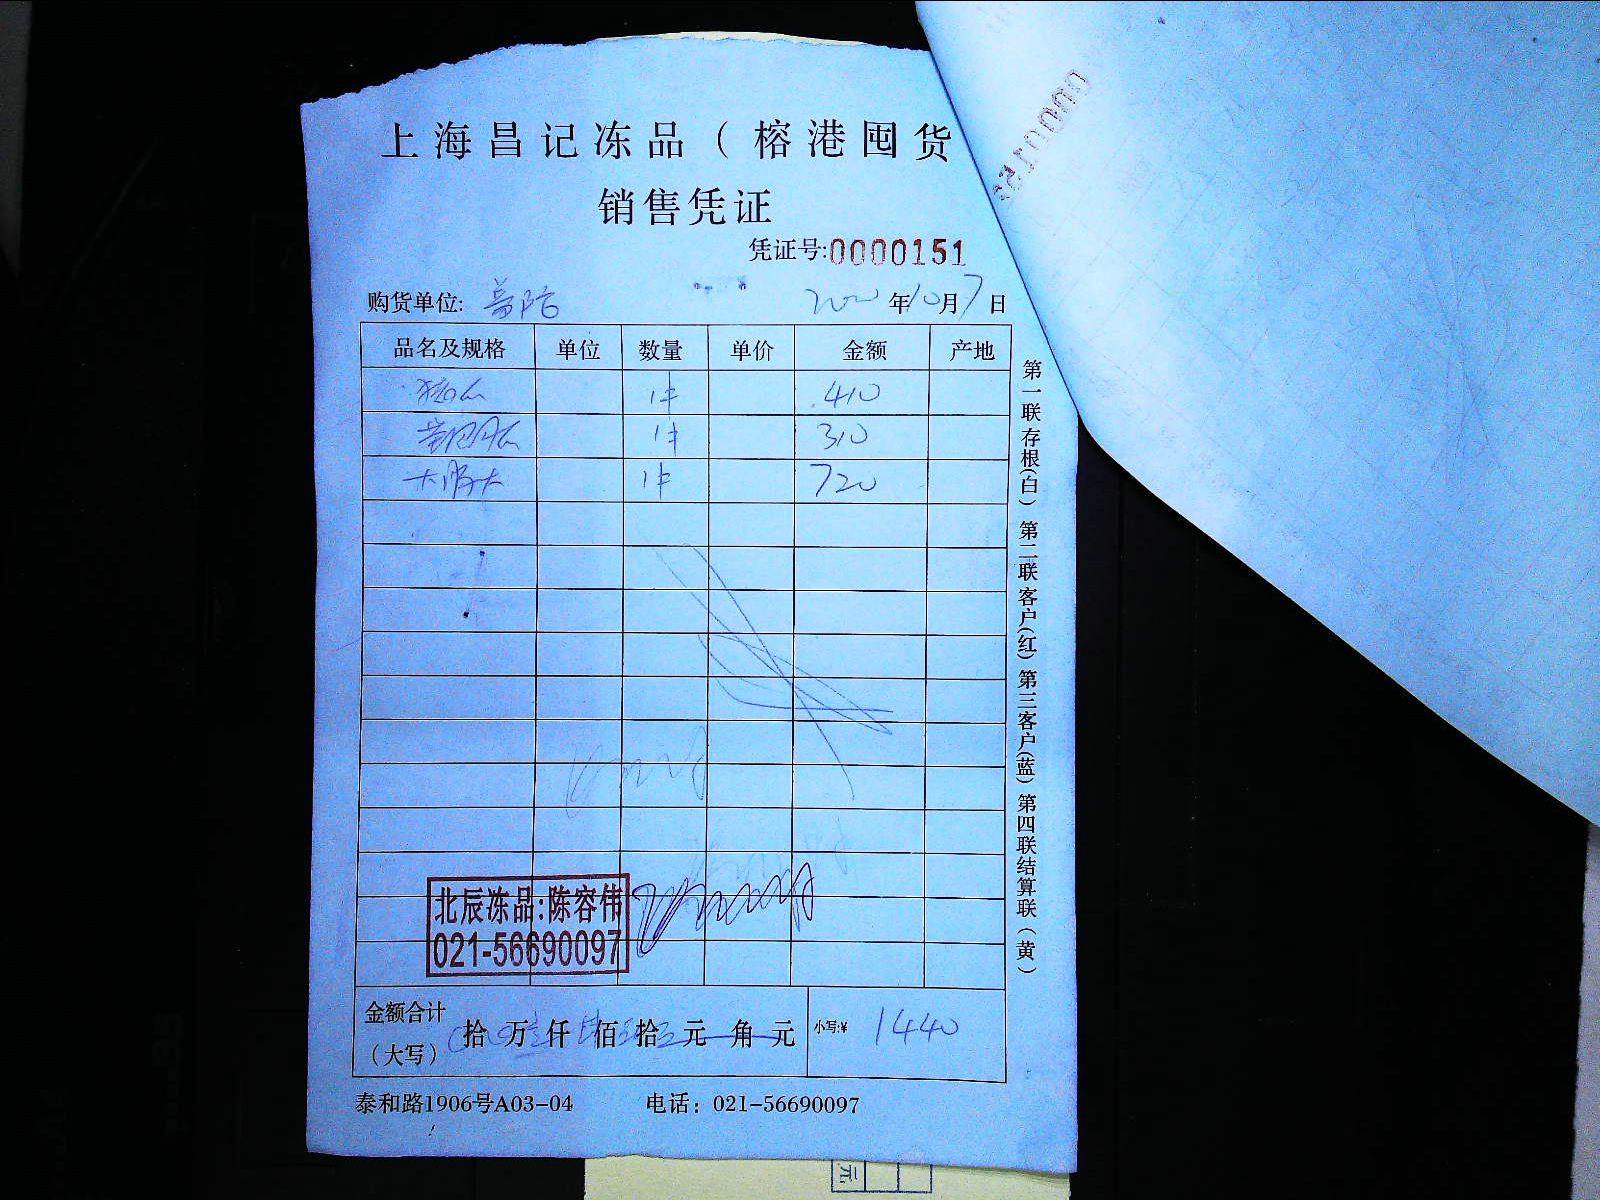 上海昌记冻品（榕港囤货
销售凭证
凭证号:0000151
购货单位: 年10月7日
品名及规格 单位 数量 单价 金额 产地
1件 410
1件 310
1件 720
第一联存根（白）第二联客户（红）第三客户（蓝）第四联结算联（黄）
北辰冻品:陈容伟
021-56690097
金额合计（大写） 拾 万 仟 佰 拾 元 角 元 小写:¥ 1440
泰和路1906号A03-04 电话：021-56690097